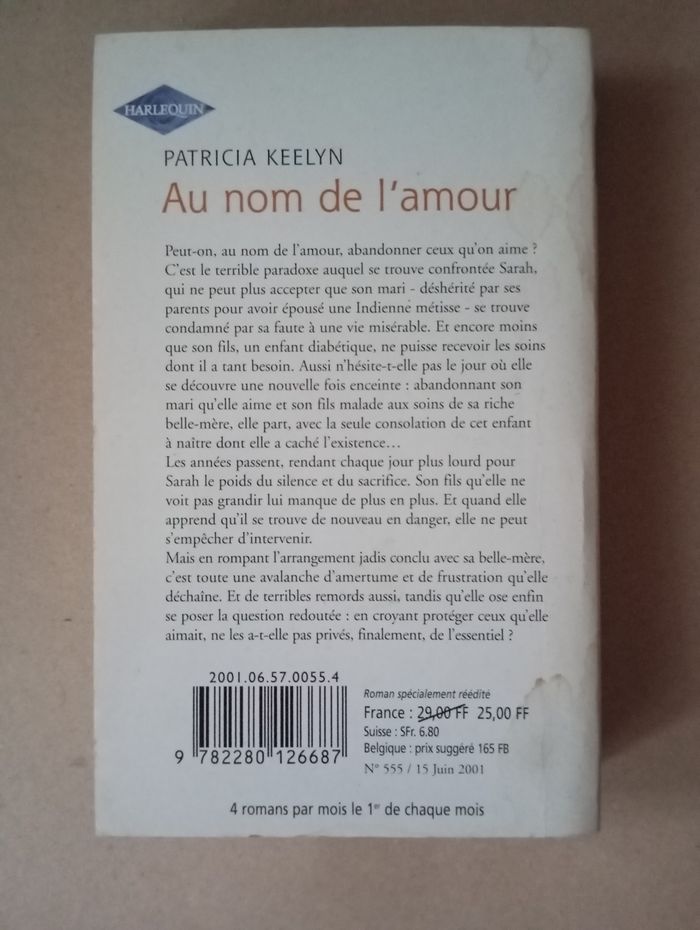 HARLEQUIN
PATRICIA KEELYN
Au nom de l'amour
Peut-on, au nom de l'amour, abandonner ceux qu'on aime ?
C'est le terrible paradoxe auquel se trouve confrontée Sarah,
qui ne peut plus accepter que son mari - déshérité par ses
parents pour avoir épousé une Indienne métisse - se trouve
condamné par sa faute à une vie misérable. Et encore moins
que son fils, un enfant diabétique, ne puisse recevoir les soins
dont il a tant besoin. Aussi n'hésite-t-elle pas le jour où elle
se découvre une nouvelle fois enceinte : abandonnant son
mari qu'elle aime et son fils malade aux soins de sa riche
belle-mère, elle part, avec la seule consolation de cet enfant
à naître dont elle a caché l'existence...
Les années passent, rendant chaque jour plus lourd pour
Sarah le poids du silence et du sacrifice. Son fils qu'elle ne
voit pas grandir lui manque de plus en plus. Et quand elle
apprend qu'il se trouve de nouveau en danger, elle ne peut
s'empêcher d'intervenir.
Mais en rompant l'arrangement jadis conclu avec sa belle-mère,
c'est toute une avalanche d'amertume et de frustration qu'elle
déchaîne. Et de terribles remords aussi, tandis qu'elle ose enfin
se poser la question redoutée : en croyant protéger ceux qu'elle
aimait, ne les a-t-elle pas privés, finalement, de l'essentiel ?
2001.06.57.0055.4
9 782280 126687
Roman spécialement réédité
France : 29,00 FF 25,00 FF
Suisse : SFr. 6.80
Belgique : prix suggéré 165 FB
N° 555 / 15 Juin 2001
4 romans par mois le 1er de chaque mois